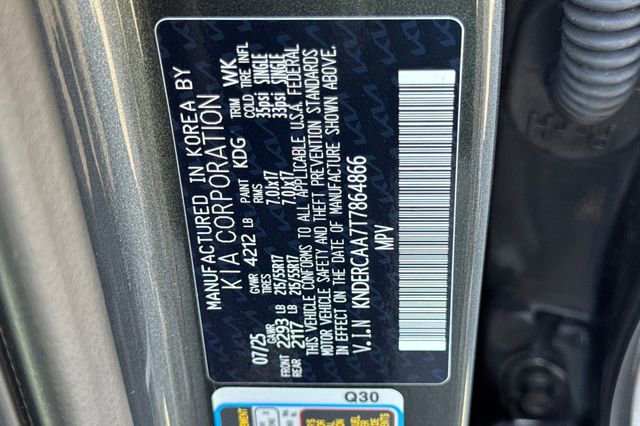 MANUFACTURED IN KOREA BY
KIA CORPORATION
07/25 GVWR 4212 LB PAINT KDG TRIM WK
GAWR TIRES RIMS COLD TIRE INFL
FRONT 2293 LB 215/55R17 7.0Jx17 35psi SINGLE
REAR 2117 LB 215/55R17 7.0Jx17 33psi SINGLE
THIS VEHICLE CONFORMS TO ALL APPLICABLE U.S.A. FEDERAL
MOTOR VEHICLE SAFETY AND THEFT PREVENTION STANDARDS
IN EFFECT ON THE DATE OF MANUFACTURE SHOWN ABOVE.
V.I.N KNDERCAA7T7864866
MPV
Q30